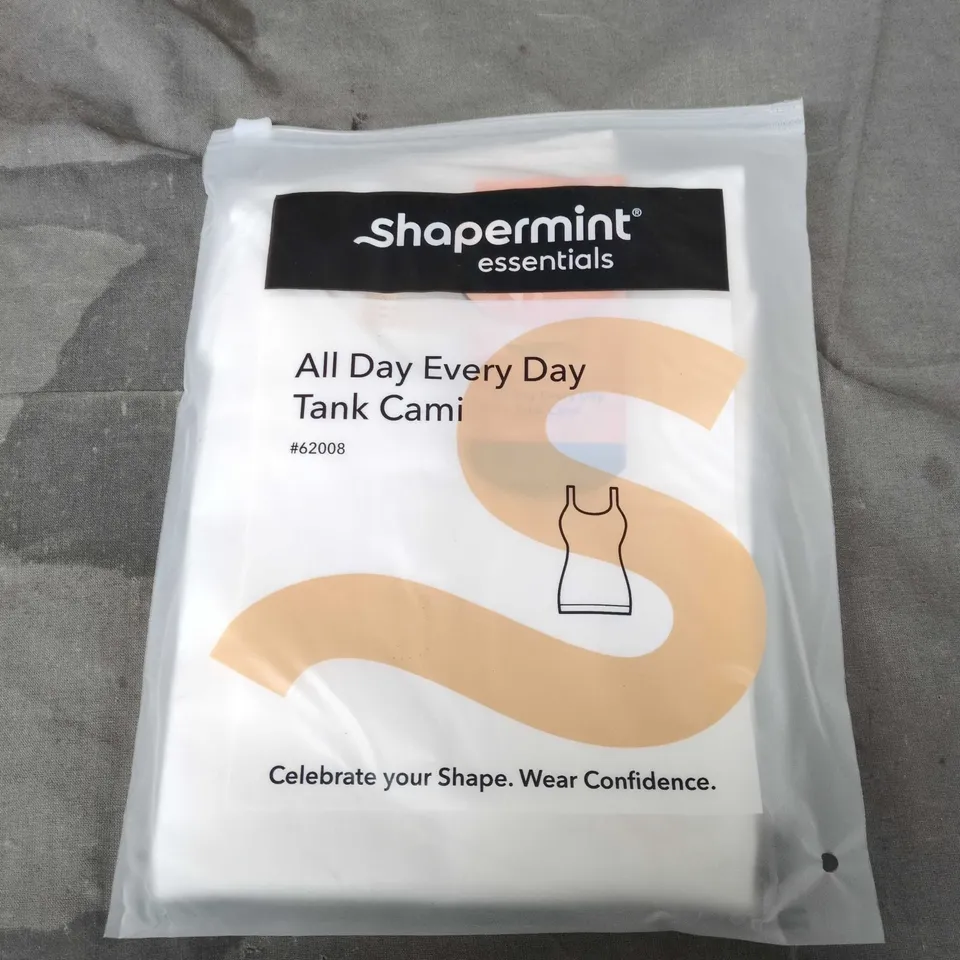 shapermint®
essentials
All Day Every Day
Tank Cami
#62008
Celebrate your Shape. Wear Confidence.